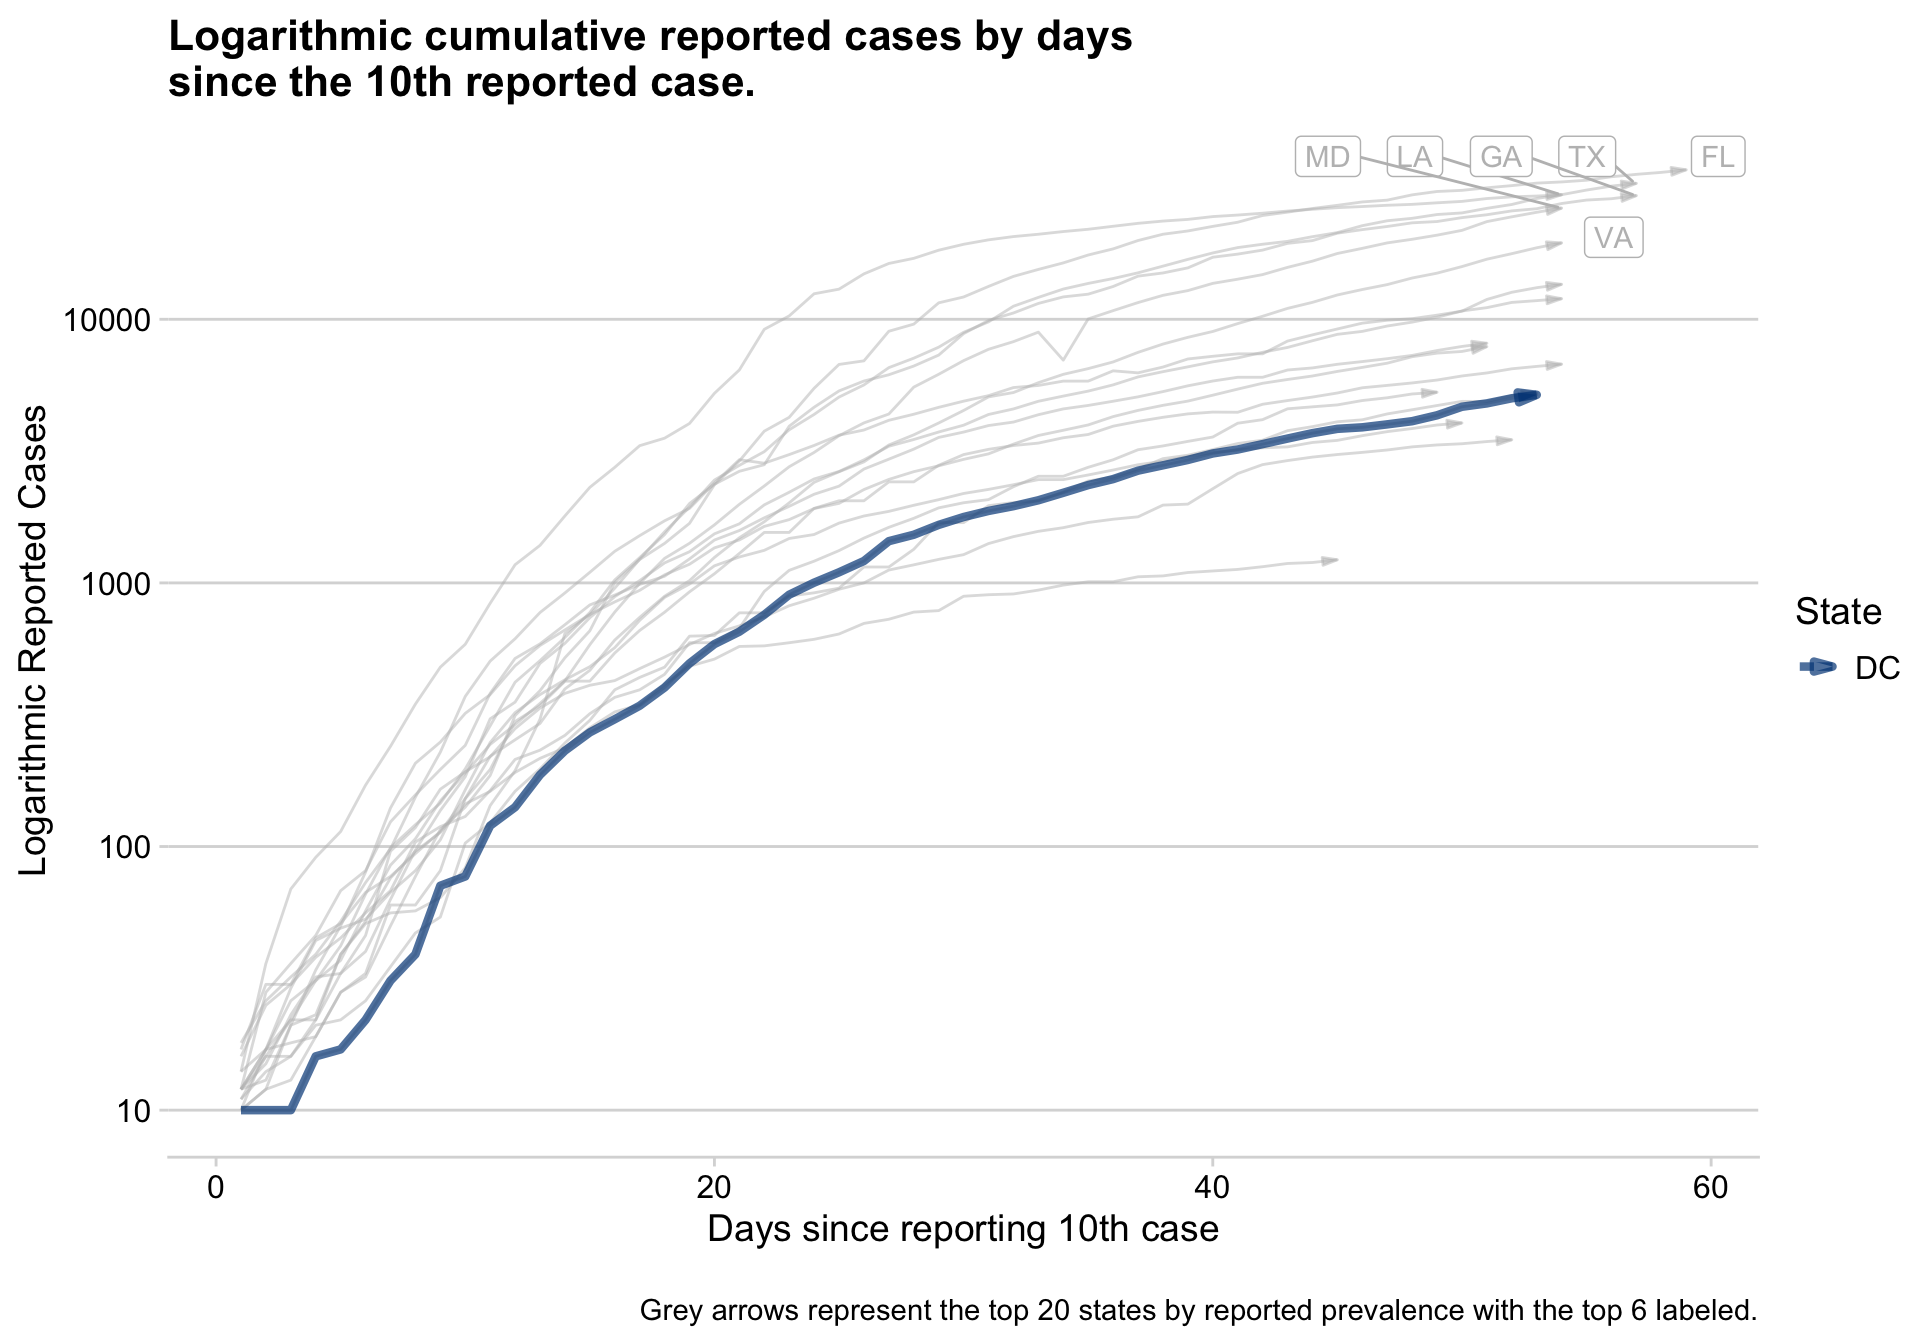 Logarithmic cumulative reported cases by days
since the 10th reported case.
MD LA GA TX FL
VA
10000
1000
100
10
Logarithmic Reported Cases
State
DC
0 20 40 60
Days since reporting 10th case
Grey arrows represent the top 20 states by reported prevalence with the top 6 labeled.